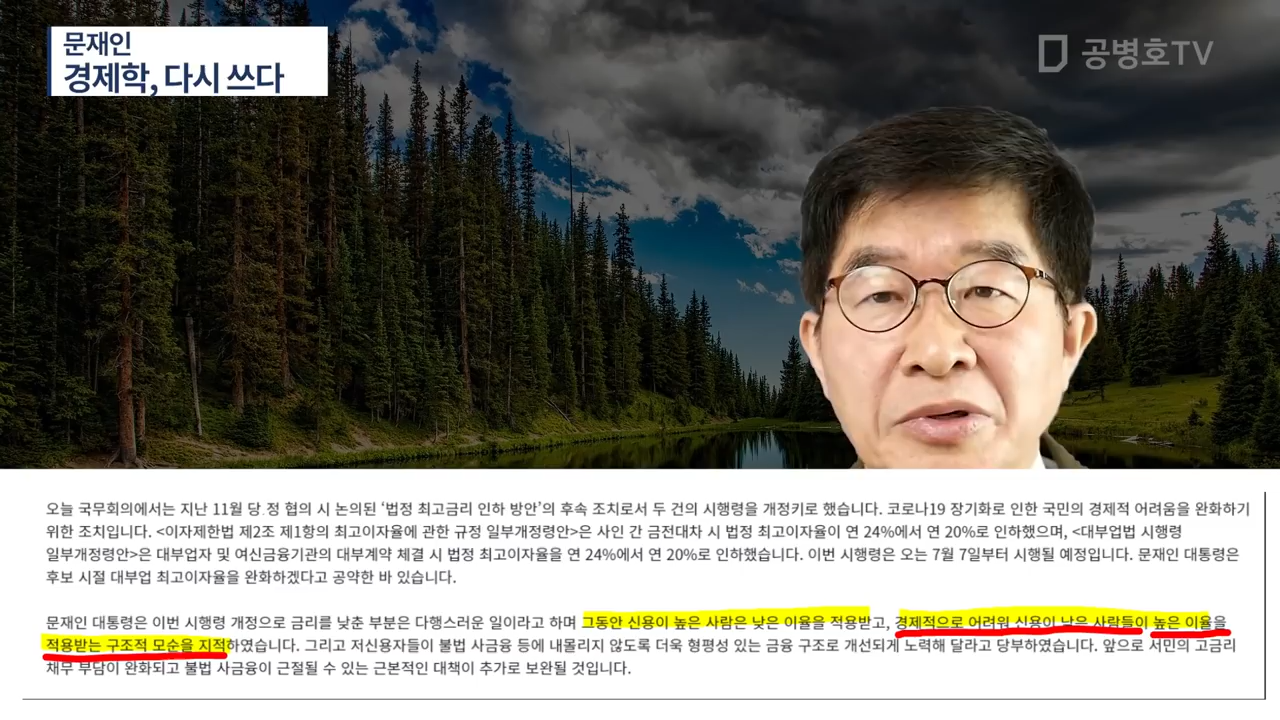 문재인
경제학, 다시 쓰다
공병호TV
오늘 국무회의에서는 지난 11월 당·정 협의 시 논의된 ‘법정 최고금리 인하 방안’의 후속 조치로서 두 건의 시행령을 개정키로 했습니다. 코로나19 장기화로 인한 국민의 경제적 어려움을 완화하기
위한 조치입니다. <이자제한법 제2조 제1항의 최고이자율에 관한 규정 일부개정령안>은 사인 간 금전대차 시 법정 최고이자율이 연 24%에서 연 20%로 인하했으며, <대부업법 시행령
일부개정령안>은 대부업자 및 여신금융기관의 대부계약 체결 시 법정 최고이자율을 연 24%에서 연 20%로 인하했습니다. 이번 시행령은 오는 7월 7일부터 시행될 예정입니다. 문재인 대통령은
후보 시절 대부업 최고이자율을 완화하겠다고 공약한 바 있습니다.
문재인 대통령은 이번 시행령 개정으로 금리를 낮춘 부분은 다행스러운 일이라고 하며 그동안 신용이 높은 사람은 낮은 이율을 적용받고, 경제적으로 어려워 신용이 낮은 사람들이 높은 이율을
적용받는 구조적 모순을 지적하였습니다. 그리고 저신용자들이 불법 사금융 등에 내몰리지 않도록 더욱 형평성 있는 금융 구조로 개선되게 노력해 달라고 당부하였습니다. 앞으로 서민의 고금리
채무 부담이 완화되고 불법 사금융이 근절될 수 있는 근본적인 대책이 추가로 보완될 것입니다.